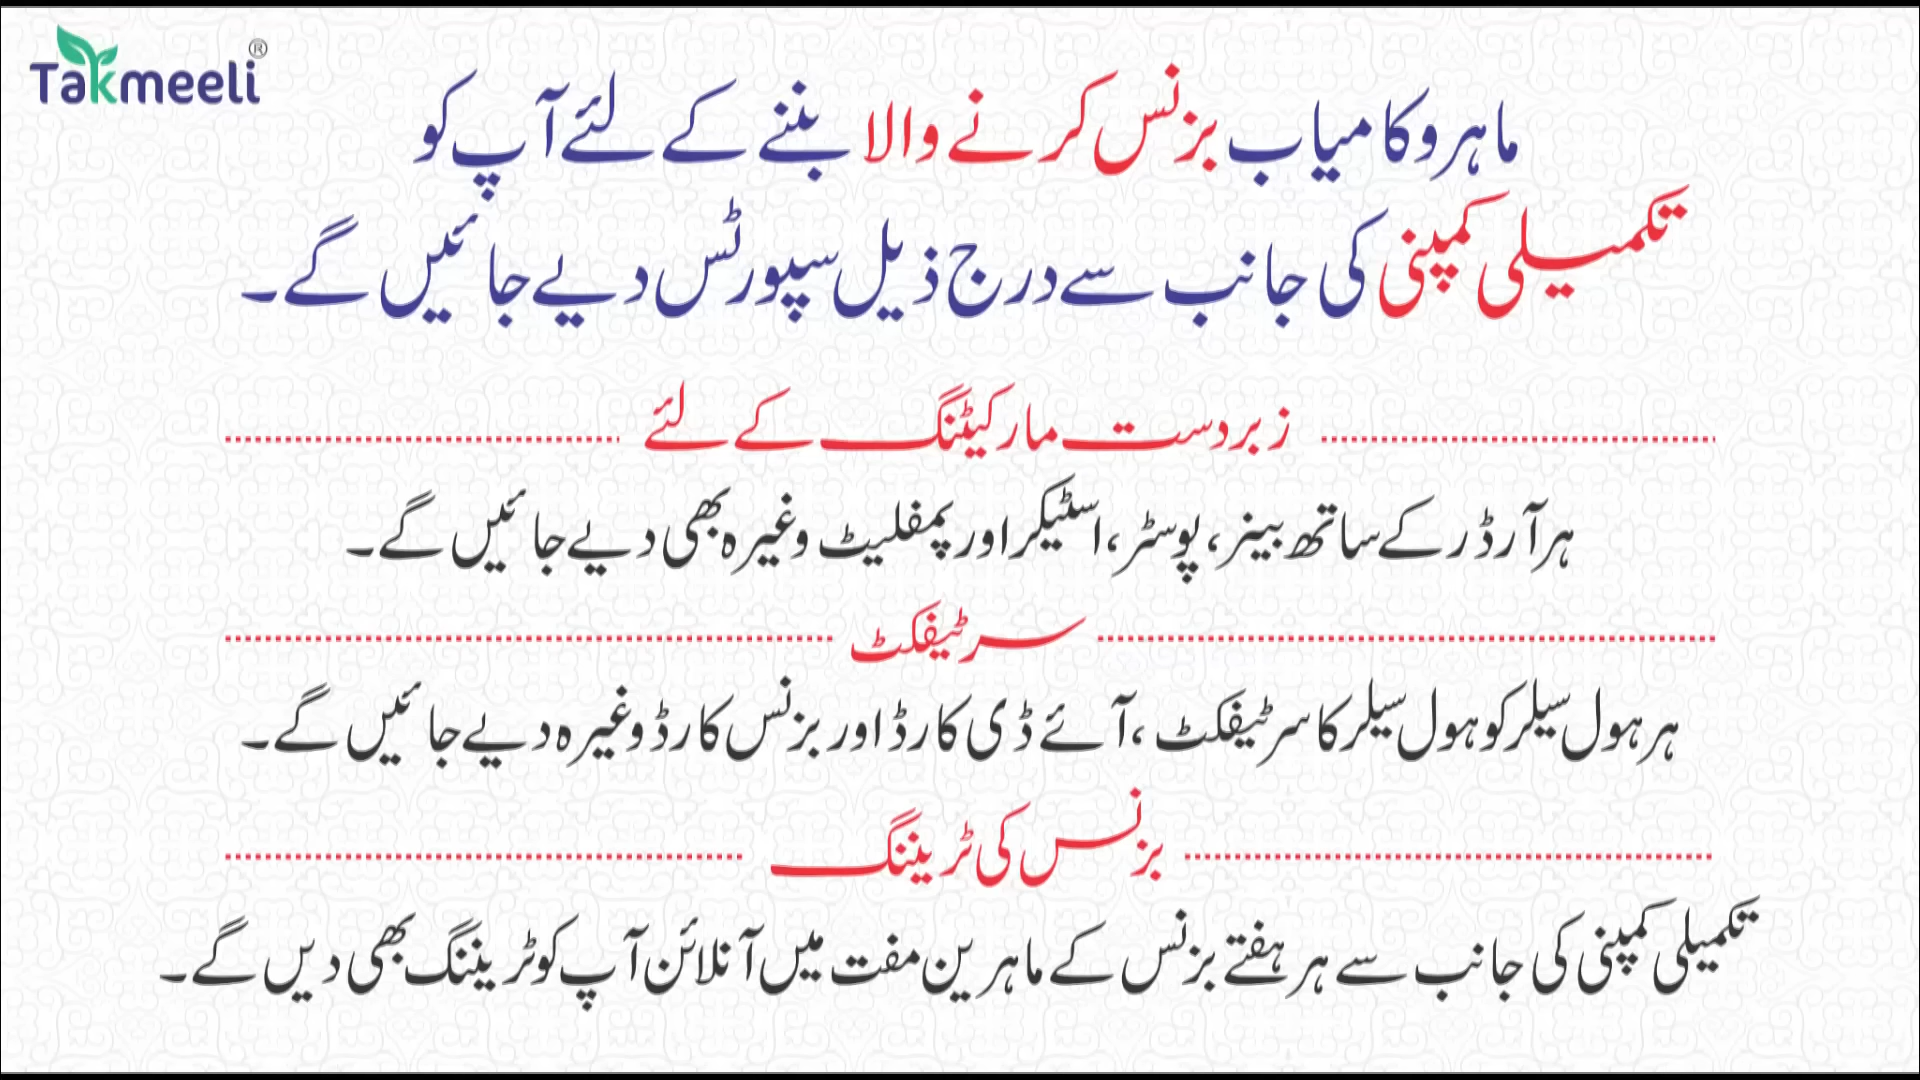 Takmeeli®
ماہر و کامیاب بزنس کرنے والا بننے کے لئے آپ کو
تکمیلی کمپنی کی جانب سے درج ذیل سپورٹس دیے جائیں گے۔
زبردست مارکیٹنگ کے لئے
ہر آرڈر کے ساتھ بینر، پوسٹر، اسٹیکر اور پمفلیٹ وغیرہ بھی دیے جائیں گے۔
سرٹیفکٹ
ہر ہول سیلر کو ہول سیلر کا سرٹیفکٹ، آئے ڈی کارڈ اور بزنس کارڈ وغیرہ دیے جائیں گے۔
بزنس کی ٹریننگ
تکمیلی کمپنی کی جانب سے ہر ہفتے بزنس کے ماہرین مفت میں آنلائن آپ کو ٹریننگ بھی دیں گے۔